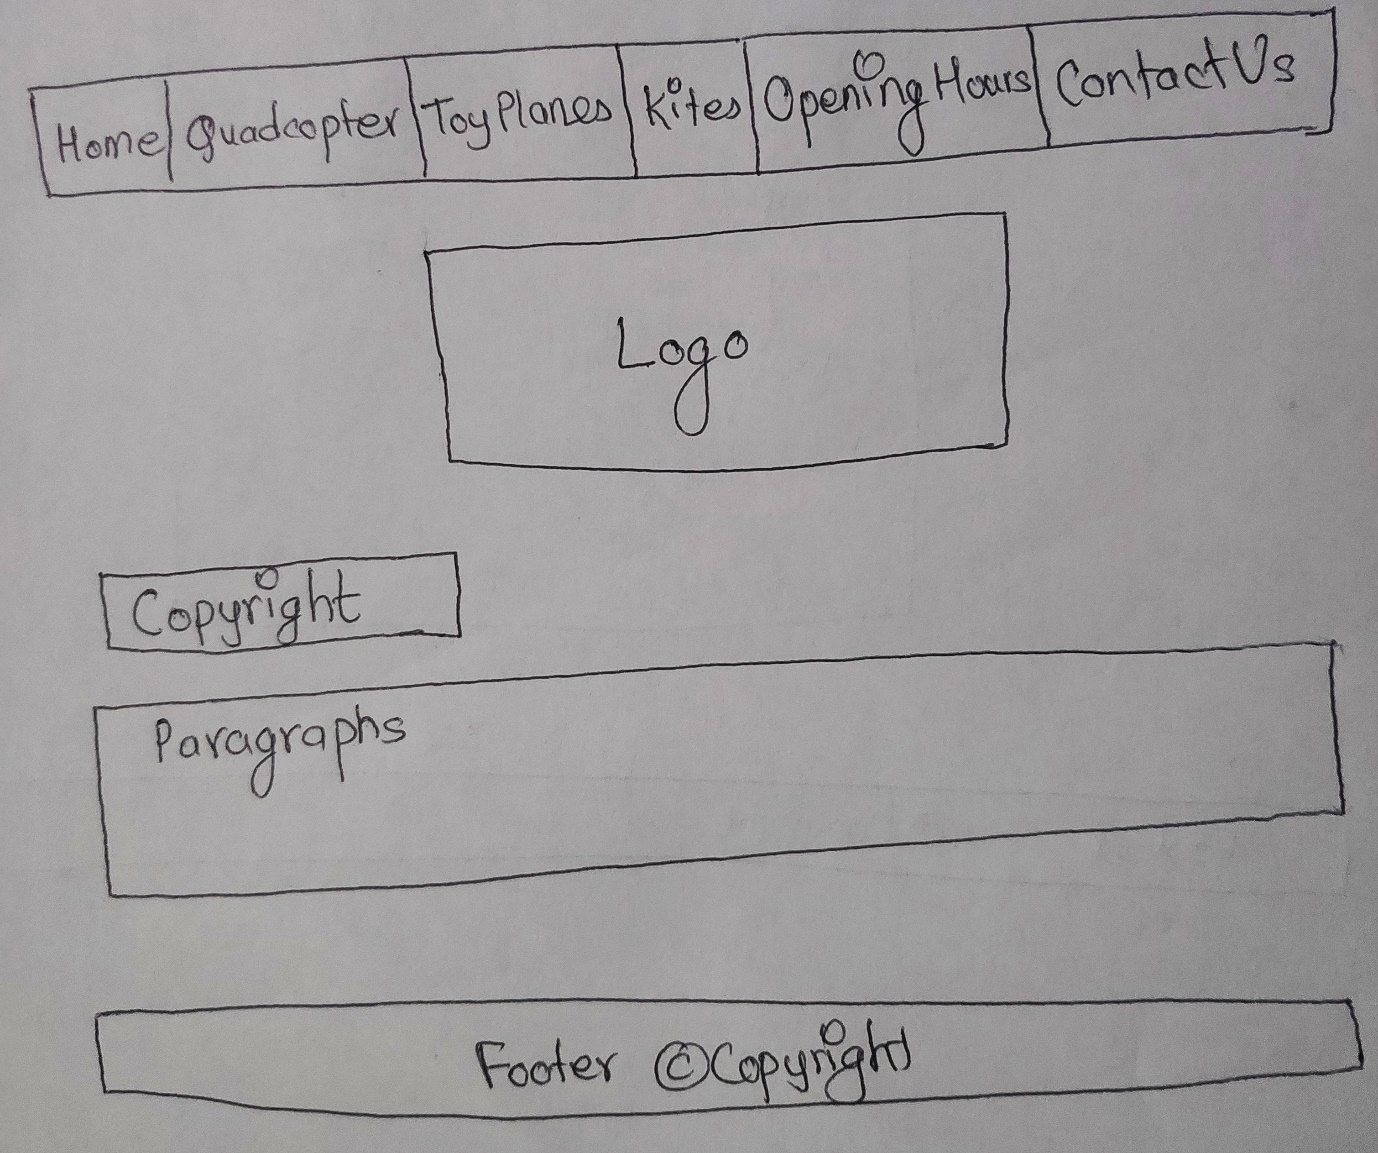 Home Quadcopter Toy Planes Kites Opening Hours Contact Us
Logo
Copyright
Paragraphs
Footer ©Copyright